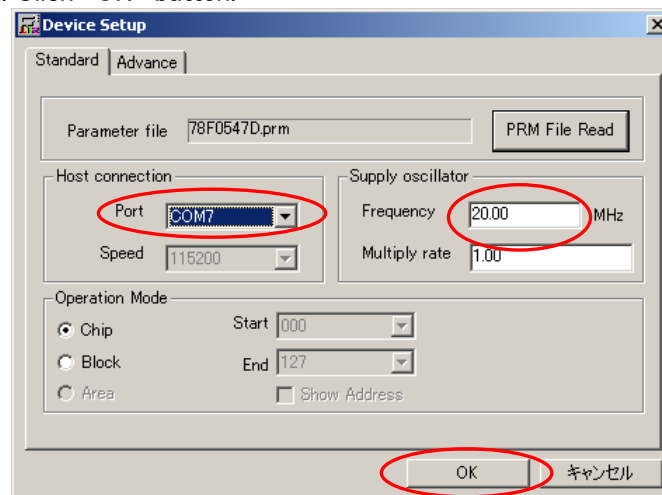 Click "OK" button.
Device Setup
Standard Advance
Parameter file 78F0547D.prm PRM File Read
Host connection Supply oscillator
Port COM7 Frequency 20.00 MHz
Speed 115200 Multiply rate 1.00
Operation Mode
Chip Start 000
Block End 127
Area Show Address
OK キャンセル